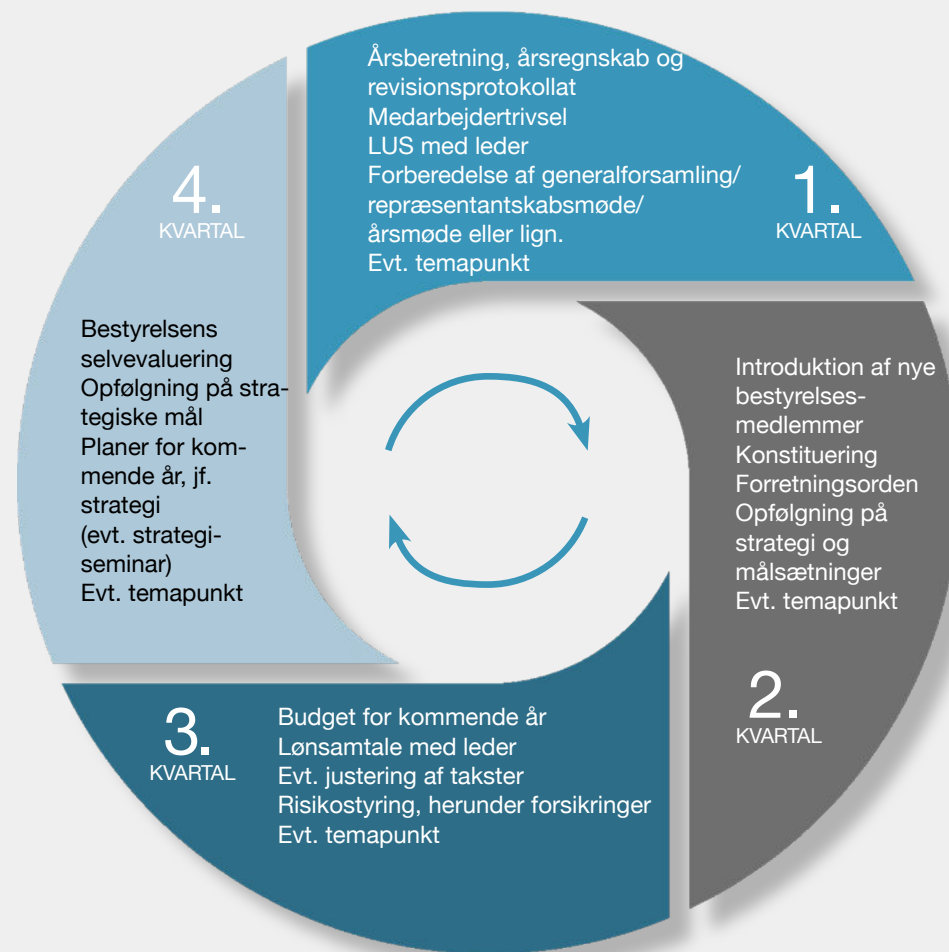 Årsberetning, årsregnskab og
revisionsprotokollat
Medarbejdertrivsel
LUS med leder
Forberedelse af generalforsamling/
repræsentantskabsmøde/
årsmøde eller lign.
Evt. temapunkt
1.
KVARTAL
Introduktion af nye
bestyrelses-
medlemmer
Konstituering
Forretningsorden
Opfølgning på
strategi og
målsætninger
Evt. temapunkt
2.
KVARTAL
3.
KVARTAL
Budget for kommende år
Lønsamtale med leder
Evt. justering af takster
Risikostyring, herunder forsikringer
Evt. temapunkt
4.
KVARTAL
Bestyrelsens
selvevaluering
Opfølgning på stra-
tegiske mål
Planer for kom-
mende år, jf.
strategi
(evt. strategi-
seminar)
Evt. temapunkt